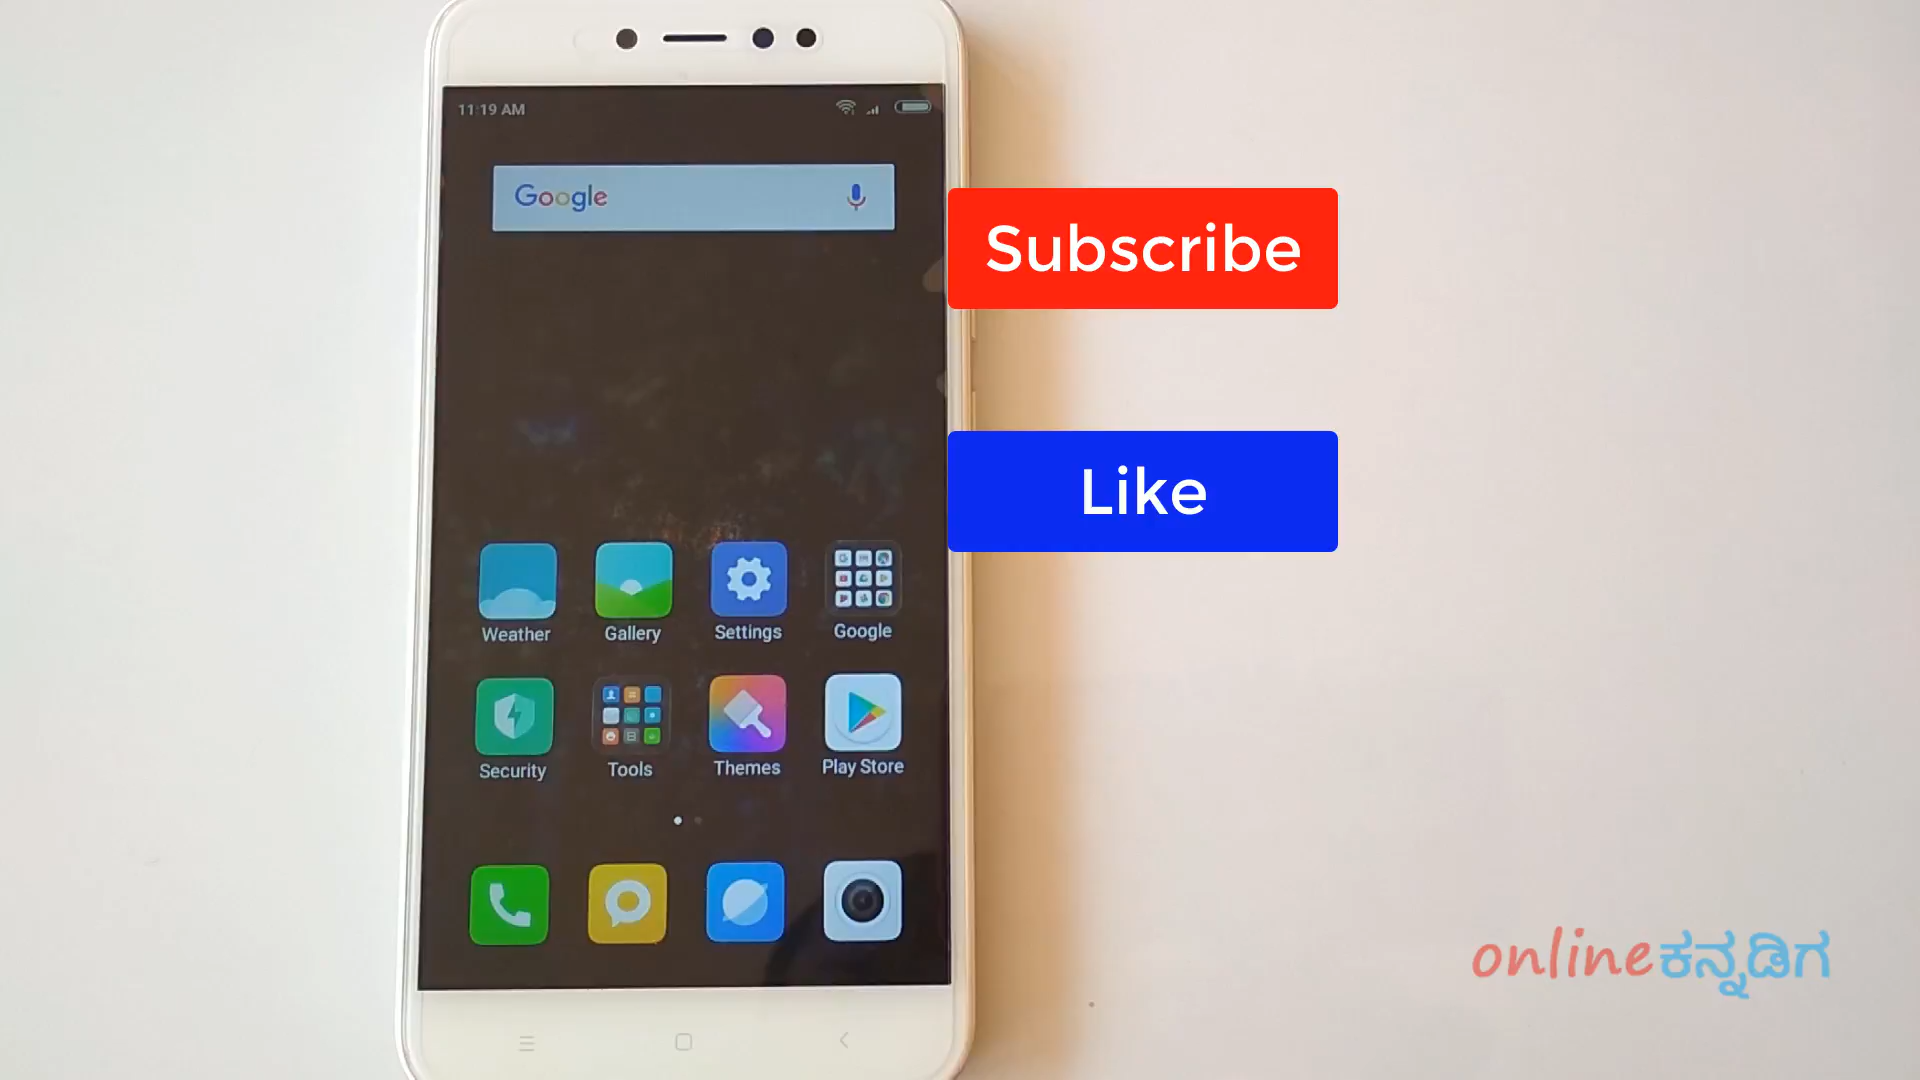 11:19 AM
Google
Subscribe
Like
Weather
Gallery
Settings
Google
Security
Tools
Themes
Play Store
onlineಕನ್ನಡಿಗ